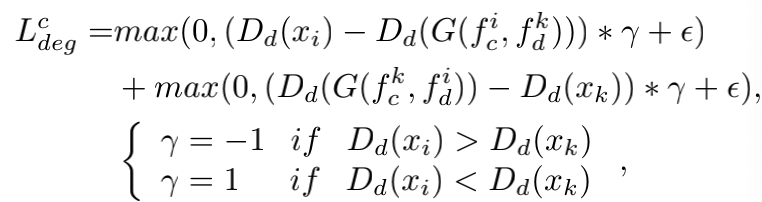 L^c_{deg} =max(0, (D_d(x_i) − D_d(G(f^i_c, f^k_d))) ∗ γ + ϵ)
+ max(0, (D_d(G(f^k_c, f^i_d)) − D_d(x_k)) ∗ γ + ϵ),
{ γ = −1 if D_d(x_i) > D_d(x_k)
γ = 1 if D_d(x_i) < D_d(x_k) ,